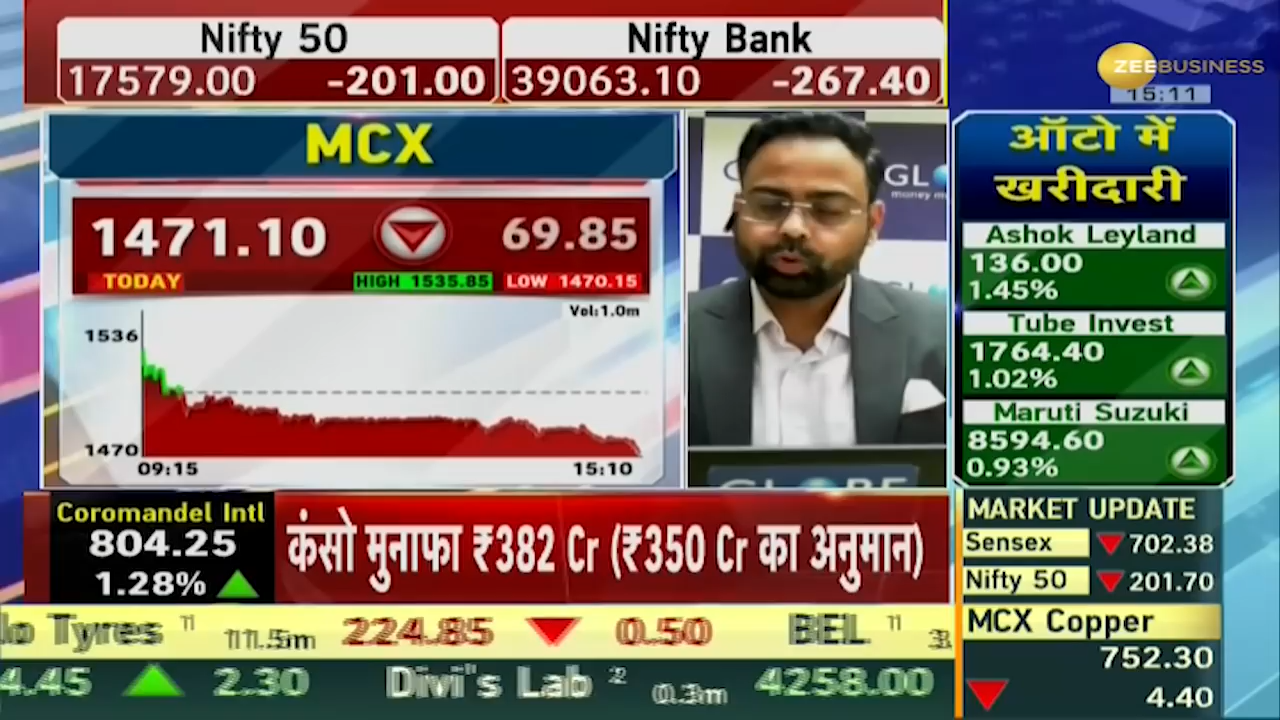 Nifty 50
17579.00 -201.00
Nifty Bank
39063.10 -267.40
ZEEBUSINESS
15:11
MCX
1471.10 69.85
TODAY HIGH 1535.85 LOW 1470.15
Vol:1.0m
1536
1470
09:15 15:10
GL
money m
ऑटो में
खरीदारी
Ashok Leyland
136.00
1.45%
Tube Invest
1764.40
1.02%
Maruti Suzuki
8594.60
0.93%
Coromandel Intl
804.25
1.28%
कंसो मुनाफा ₹382 Cr (₹350 Cr का अनुमान)
MARKET UPDATE
Sensex 702.38
Nifty 50 201.70
MCX Copper
752.30
4.40
lo Tyres 11.5m 224.85 0.50 BEL
4.45 2.30 Divi's Lab 4258.00